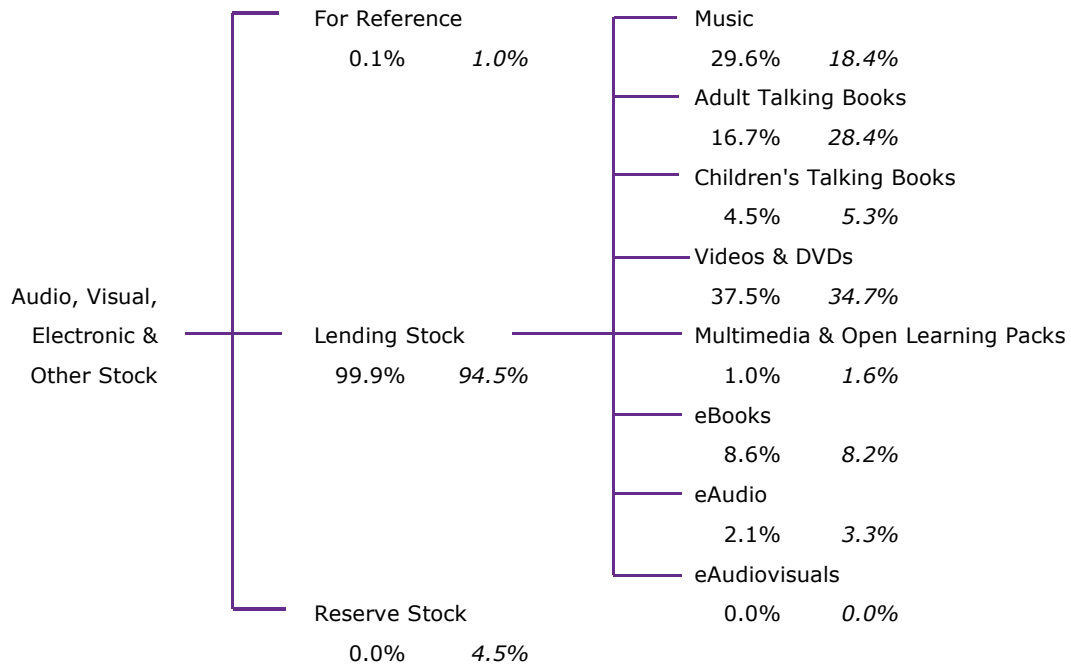 For Reference
0.1% 1.0%
Music
29.6% 18.4%
Adult Talking Books
16.7% 28.4%
Children's Talking Books
4.5% 5.3%
Videos & DVDs
37.5% 34.7%
Audio, Visual,
Electronic &
Other Stock
Lending Stock
99.9% 94.5%
Multimedia & Open Learning Packs
1.0% 1.6%
eBooks
8.6% 8.2%
eAudio
2.1% 3.3%
eAudiovisuals
0.0% 0.0%
Reserve Stock
0.0% 4.5%